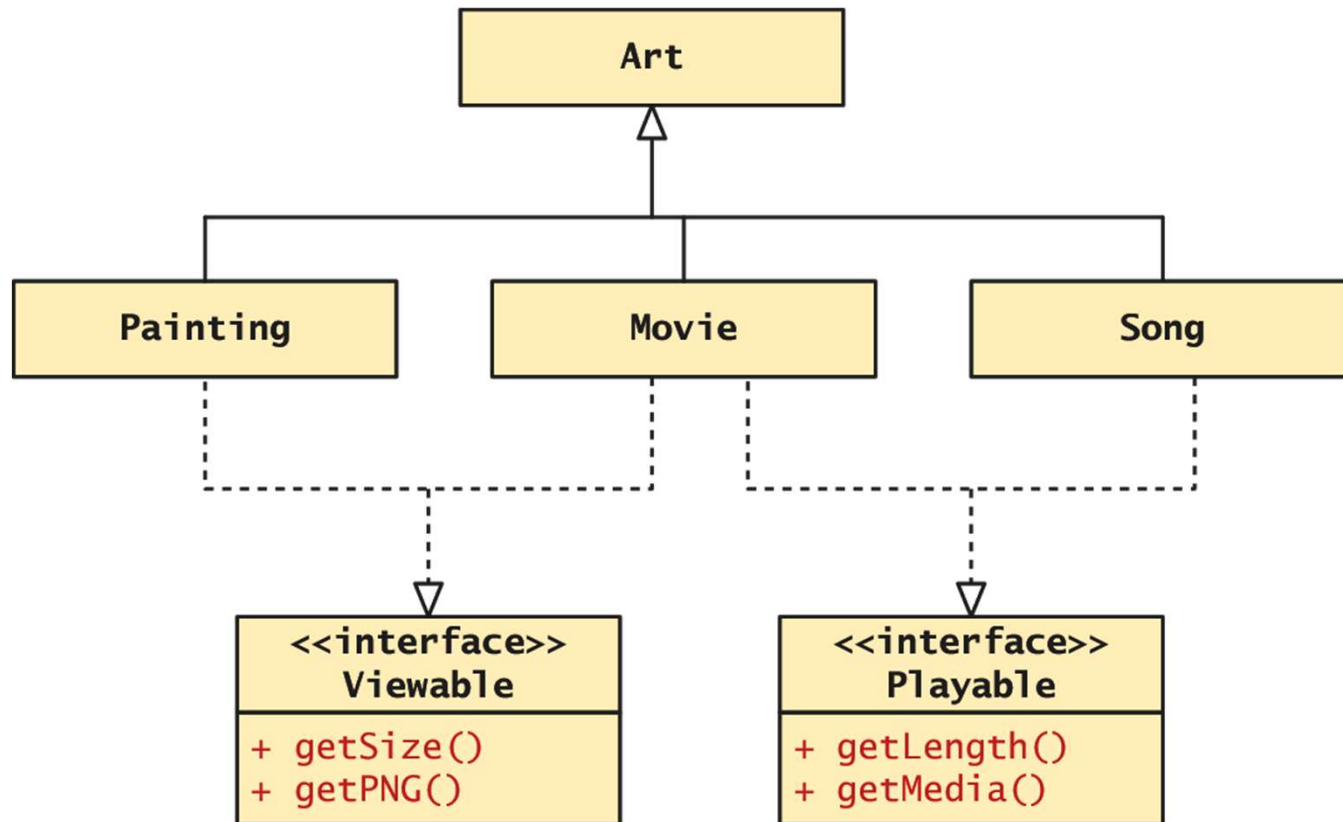 Art
Painting
Movie
Song
<<interface>>
Viewable
+ getSize()
+ getPNG()
<<interface>>
Playable
+ getLength()
+ getMedia()